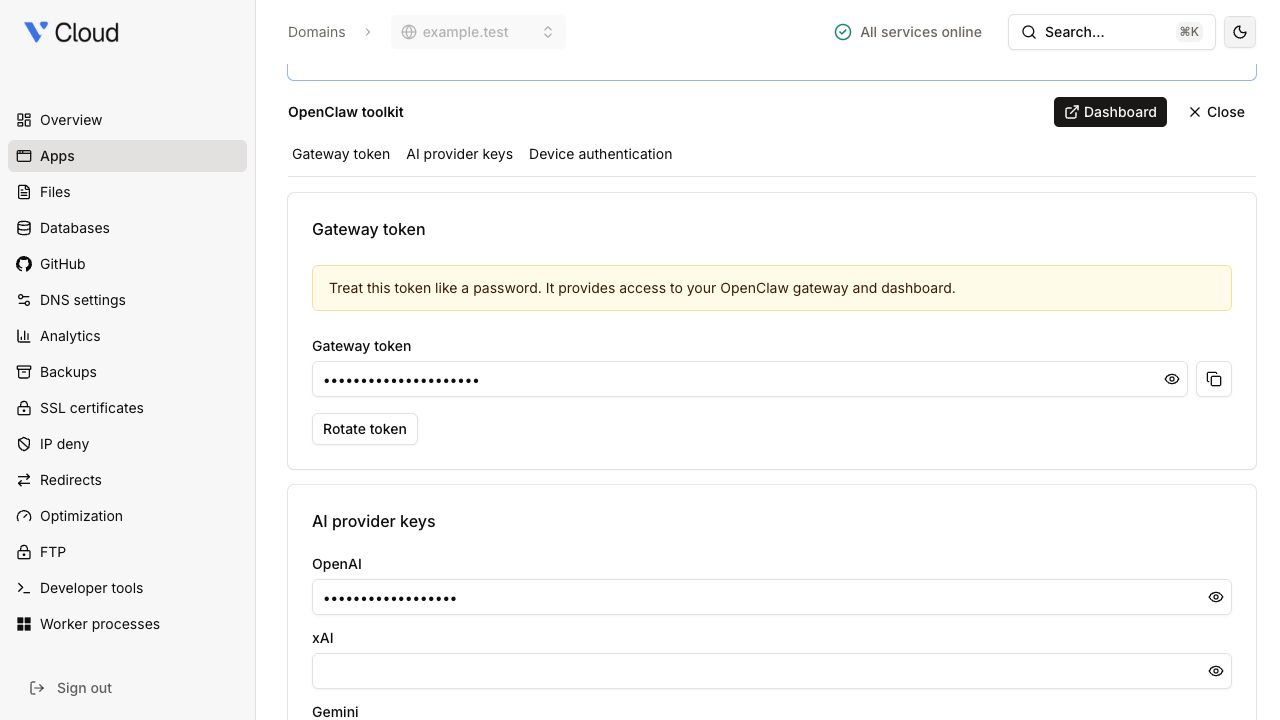 Cloud
Domains
example.test
All services online
Search...
⌘K
Overview
Apps
Files
Databases
GitHub
DNS settings
Analytics
Backups
SSL certificates
IP deny
Redirects
Optimization
FTP
Developer tools
Worker processes
Sign out
OpenClaw toolkit
Dashboard
Close
Gateway token AI provider keys Device authentication
Gateway token
Treat this token like a password. It provides access to your OpenClaw gateway and dashboard.
Gateway token
•••••••••••••••••••••
Rotate token
AI provider keys
OpenAI
••••••••••••••••••
xAI
Gemini